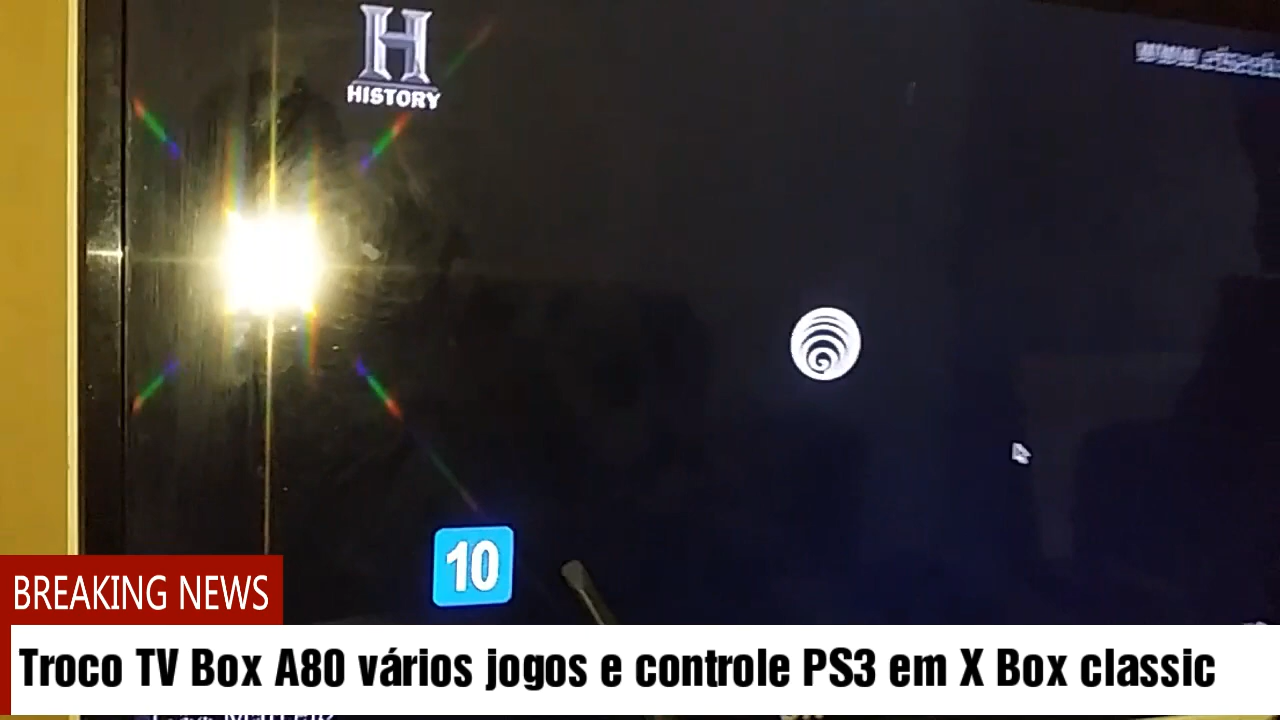 HISTORY
10
BREAKING NEWS
Troco TV Box A80 vários jogos e controle PS3 em X Box classic